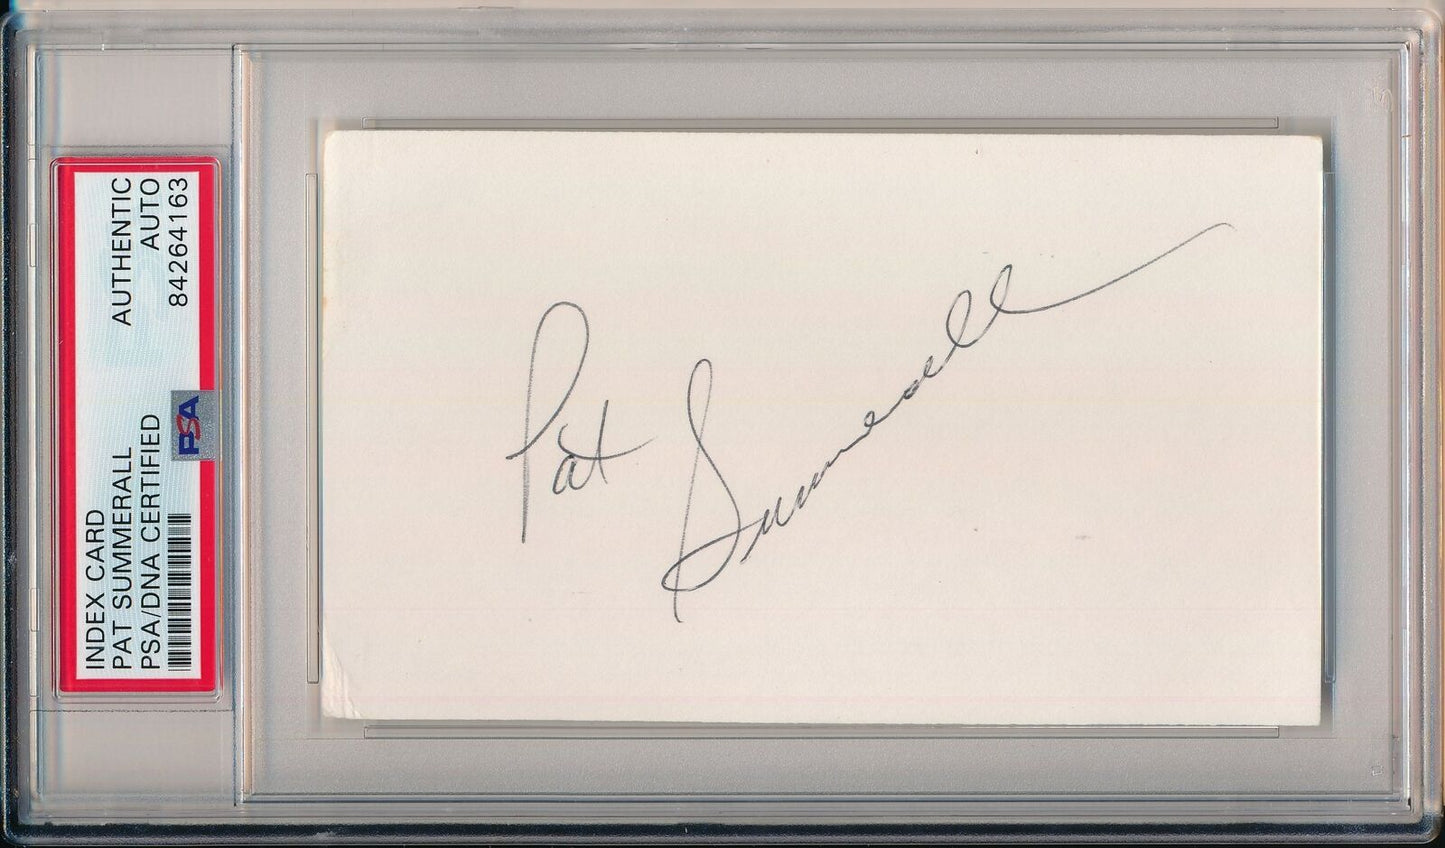 INDEX CARD AUTHENTIC
PAT SUMMERALL AUTO
PSA/DNA CERTIFIED 84264163
PSA
Pat Summerall